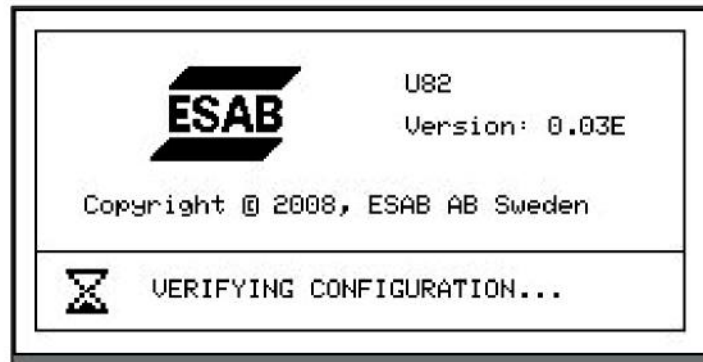 ESAB
U82
Version: 0.03E
Copyright © 2008, ESAB AB Sweden
VERIFYING CONFIGURATION...